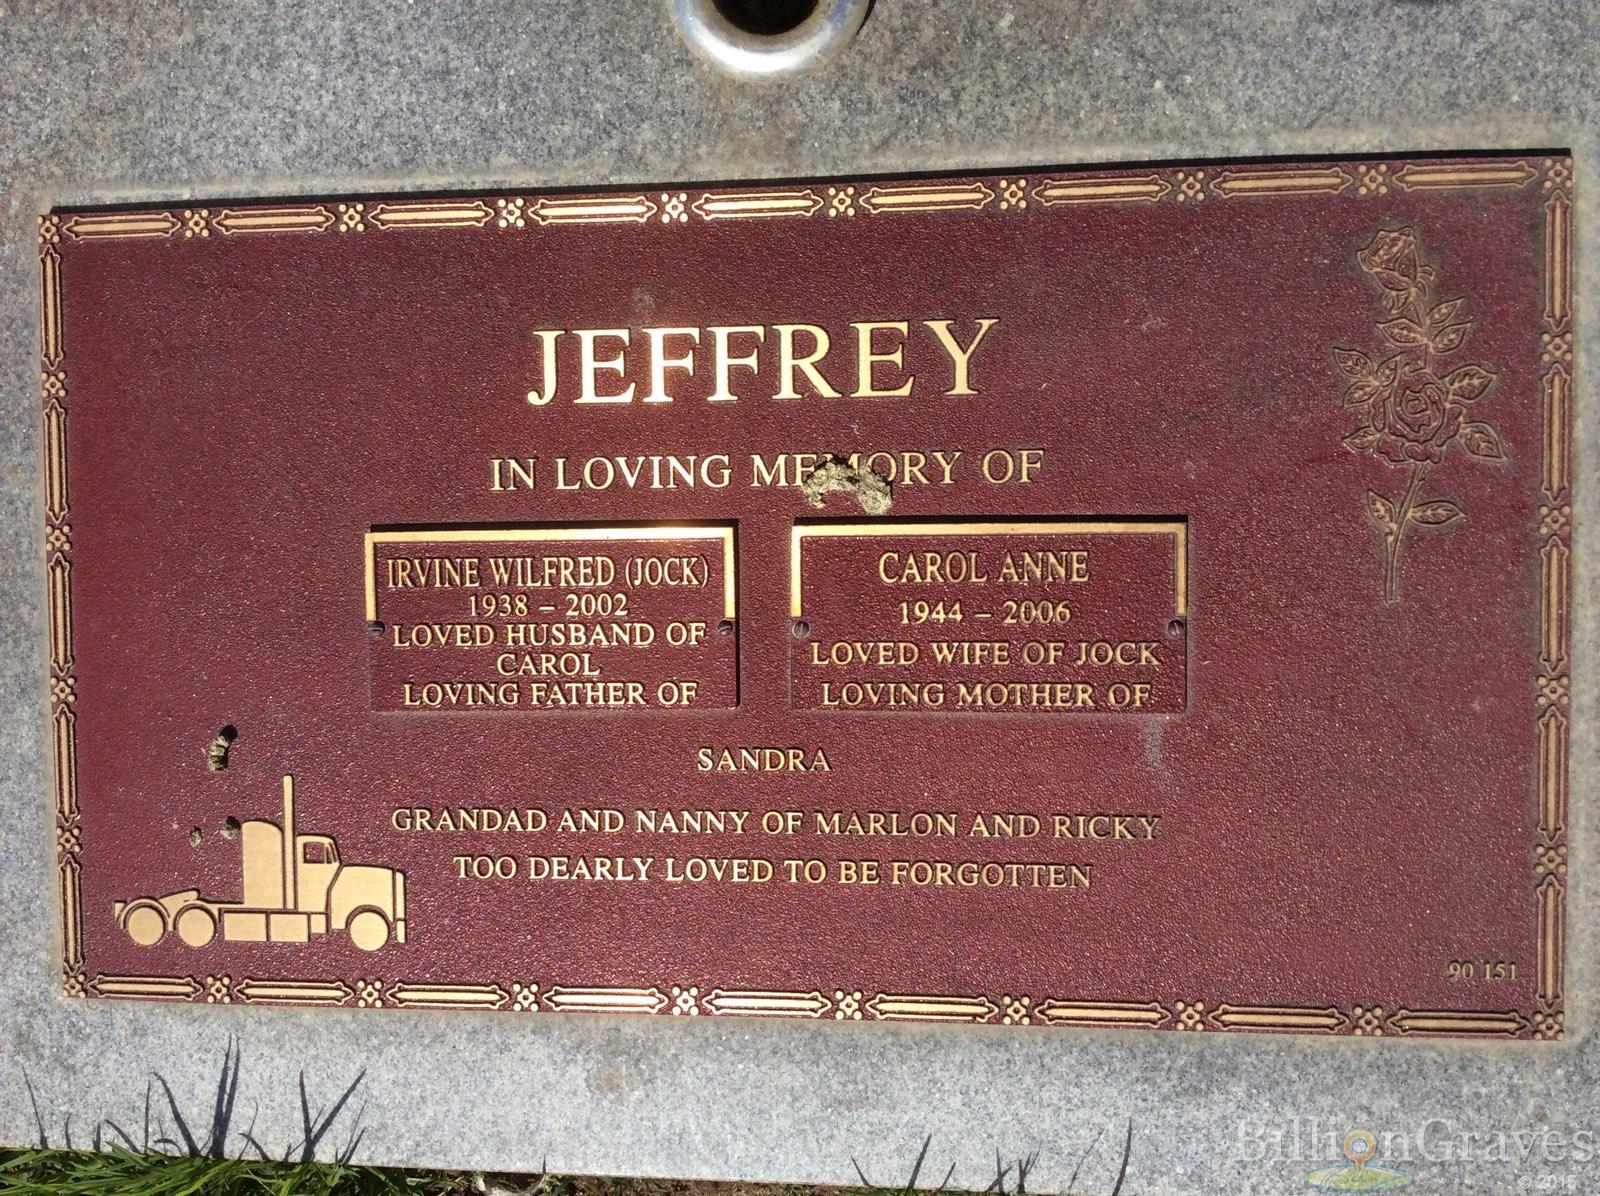 JEFFREY
IN LOVING MEMORY OF
IRVINE WILFRED (JOCK)
1938 – 2002
LOVED HUSBAND OF
CAROL
LOVING FATHER OF
CAROL ANNE
1944 – 2006
LOVED WIFE OF JOCK
LOVING MOTHER OF
SANDRA
GRANDAD AND NANNY OF MARLON AND RICKY
TOO DEARLY LOVED TO BE FORGOTTEN
90 151
BillionGraves
© 2015